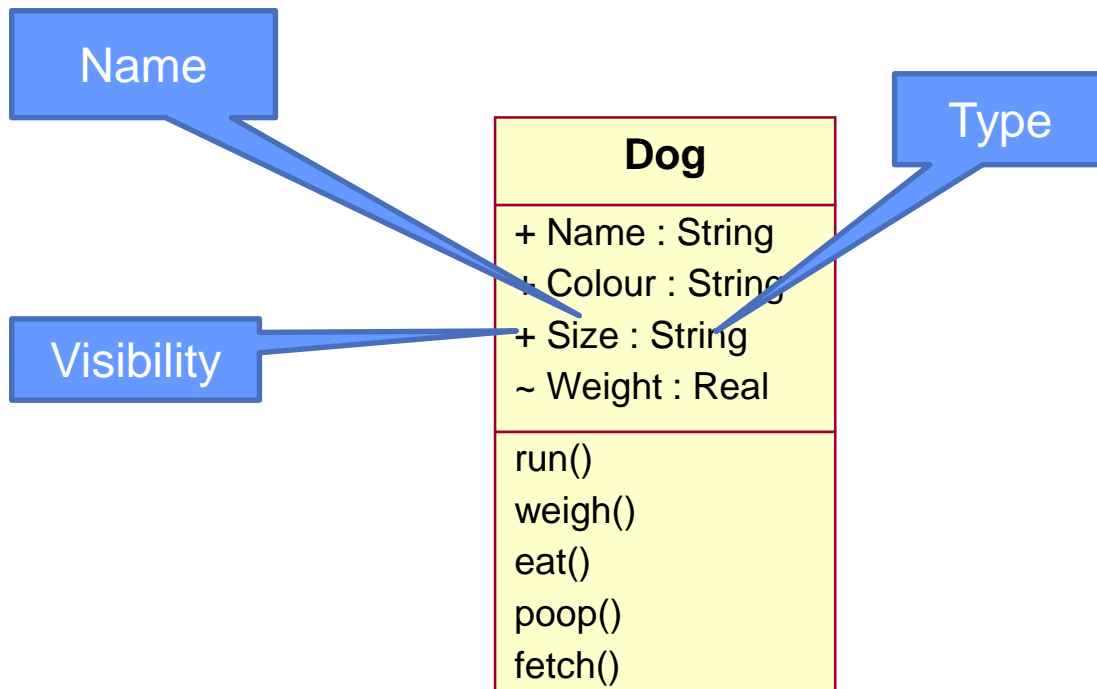 Name
Type
Dog
+ Name : String
+ Colour : String
Visibility
+ Size : String
~ Weight : Real
run()
weigh()
eat()
poop()
fetch()